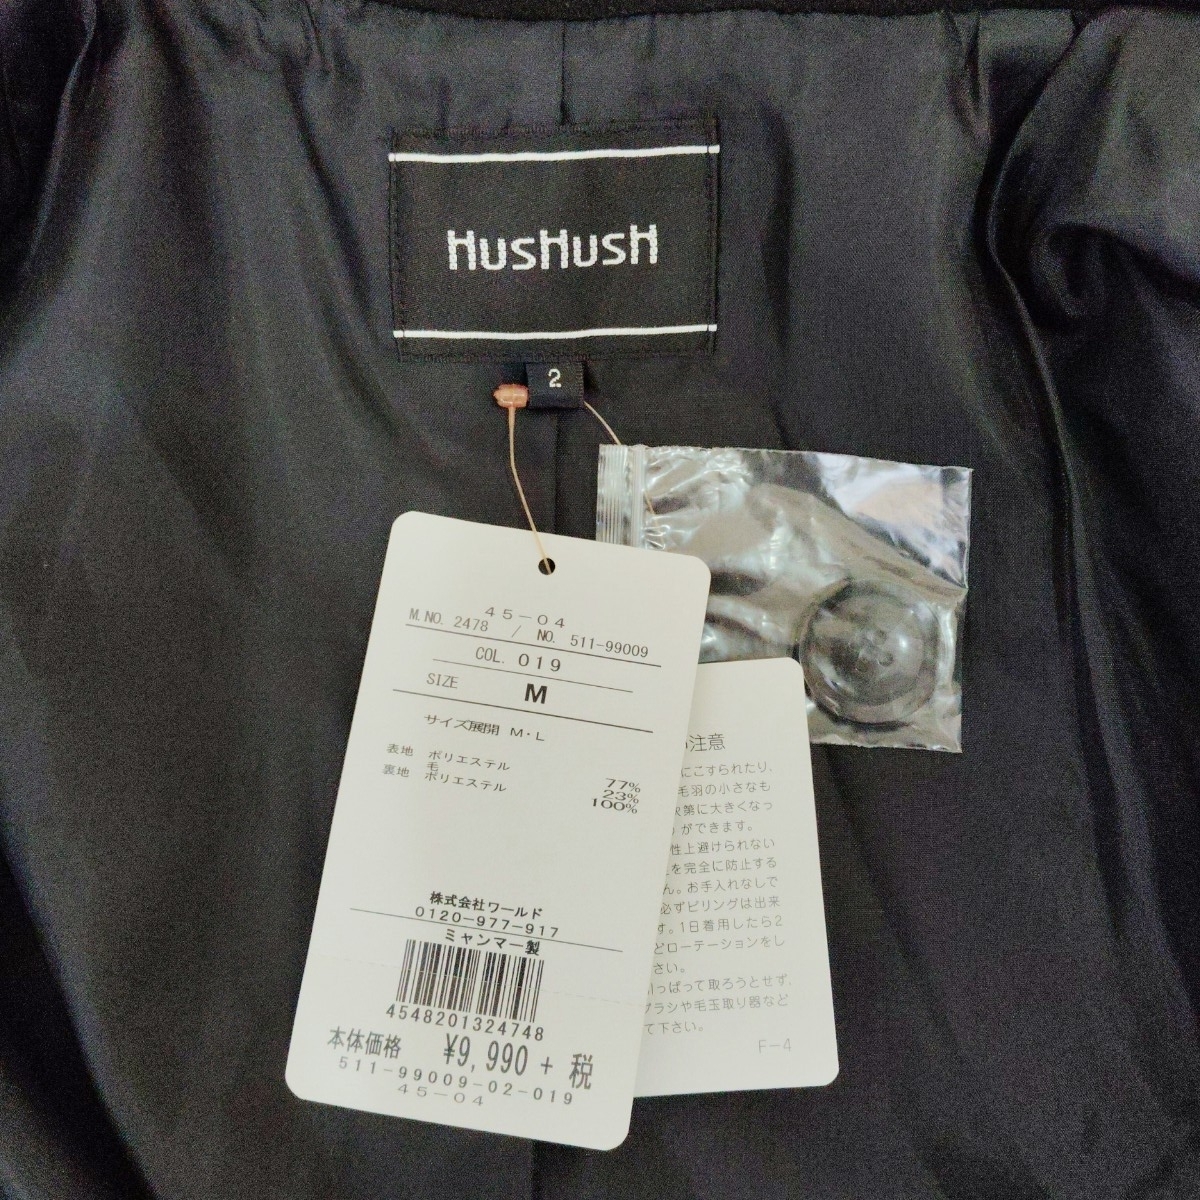 HusHusH
2
45-04
M.NO. 2478 / NO. 511-99009
COL. 019
SIZE M
サイズ展開 M・L
表地 ポリエステル 77%
毛 23%
裏地 ポリエステル 100%
株式会社ワールド
0120-977-917
ミャンマー製
4548201324748
本体価格 ¥9,990 + 税
511-99009-02-019
45-04
注意
にこすられたり、
毛羽の小さなも
次第に大きくなっ
ができます。
性上避けられない
を完全に防止する
ん。お手入れなしで
必ずピリングは出来
す。1日着用したら2
どローテーションをし
さい。
引っぱって取ろうとせず、
ブラシや毛玉取り器など
て下さい。
F-4